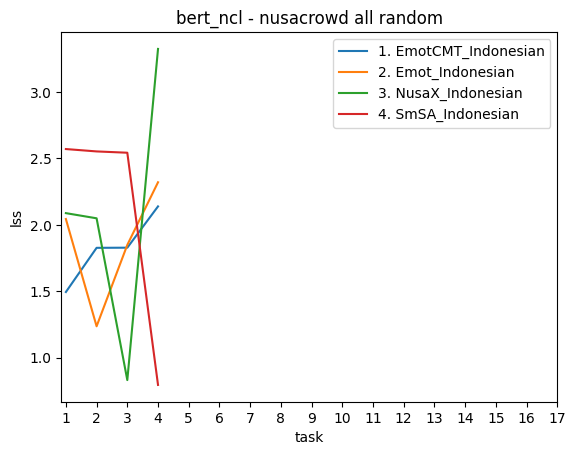 bert_ncl - nusacrowd all random
1. EmotCMT_Indonesian
2. Emot_Indonesian
3. NusaX_Indonesian
4. SmSA_Indonesian
3.0
2.5
2.0
1.5
1.0
lss
1 2 3 4 5 6 7 8 9 10 11 12 13 14 15 16 17
task